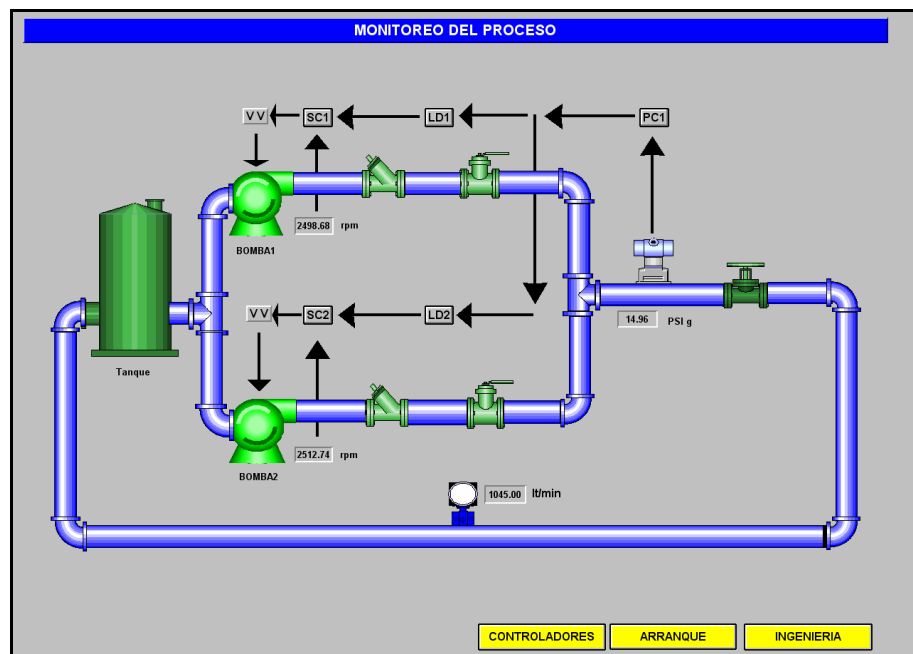 MONITOREO DEL PROCESO
VV SC1 LD1 PC1
2498.68 rpm
BOMBA1
VV SC2 LD2
14.96 PSI g
Tanque
2512.74 rpm
BOMBA2
1045.00 lt/min
CONTROLADORES ARRANQUE INGENIERIA